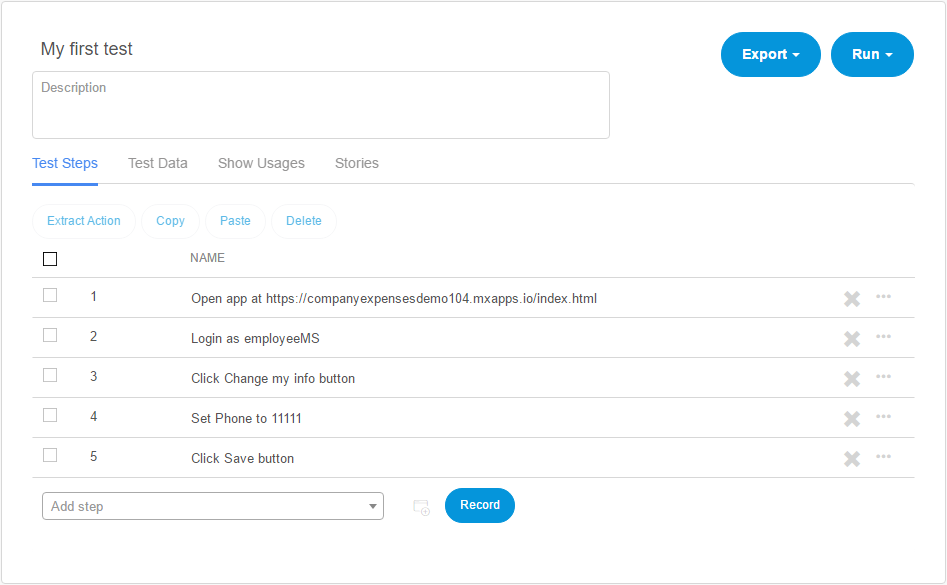 My first test
Export
Run
Description
Test Steps Test Data Show Usages Stories
Extract Action Copy Paste Delete
NAME
1 Open app at https://companyexpensesdemo104.mxapps.io/index.html
2 Login as employeeMS
3 Click Change my info button
4 Set Phone to 11111
5 Click Save button
Add step Record